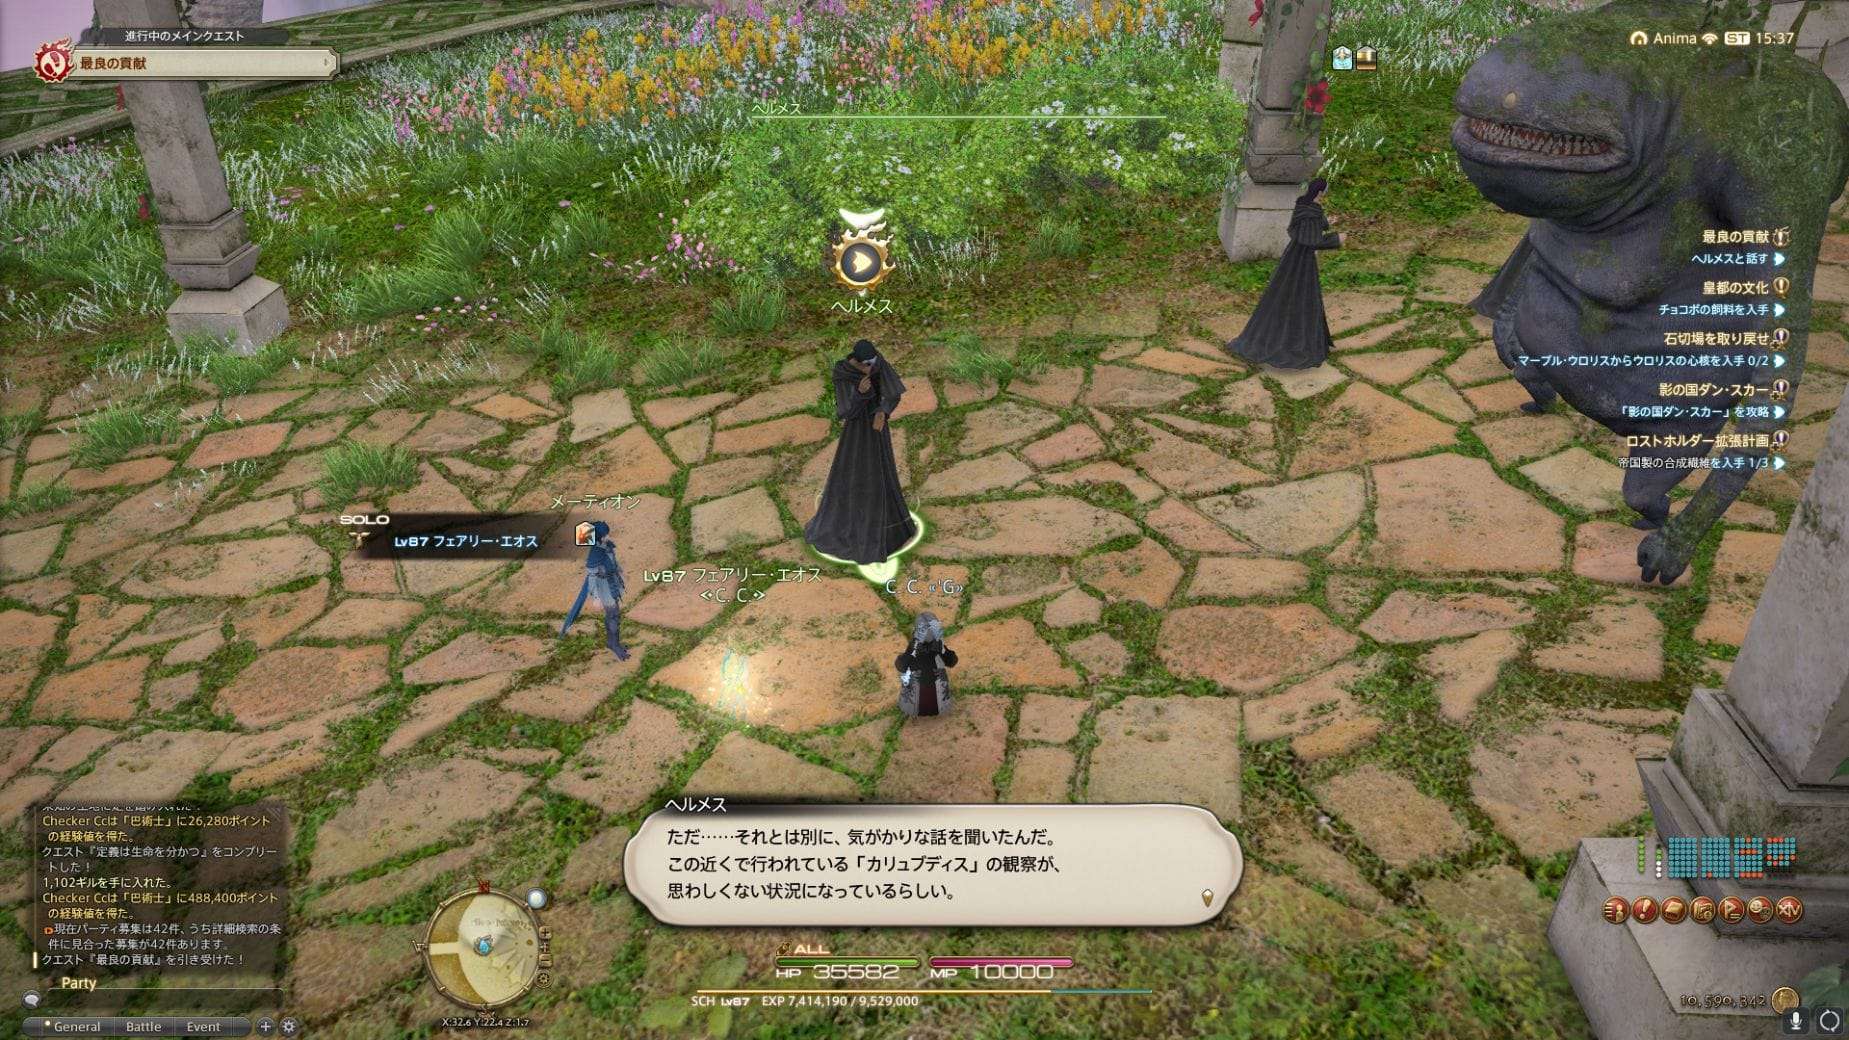 進行中のメインクエスト
最良の貢献
Anima ST 15:37
ヘルメス
ヘルメス
最良の貢献
ヘルメスと話す
皇都の文化
チョコボの飼料を入手
石切場を取り戻せ
マーブル・ウロリスからウロリスの心核を入手 0/2
影の国ダン・スカー
「影の国ダン・スカー」を攻略
ロストホルダー拡張計画
帝国製の合成繊維を入手 1/3
メーティオン
SOLO
Lv87 フェアリー・エオス
Lv87 フェアリー・エオス
<C. C.>
C. C. «'G»
Checker Ccは「巴術士」に26,280ポイント
の経験値を得た。
クエスト『定義は生命を分かつ』をコンプリー
トした！
1,102ギルを手に入れた。
Checker Ccは「巴術士」に488,400ポイント
の経験値を得た。
現在パーティ募集は42件、うち詳細検索の条
件に見合った募集が42件あります。
クエスト『最良の貢献』を引き受けた！
Party
General Battle Event
X:32.6 Y:22.4 Z:1.7
ヘルメス
ただ……それとは別に、気がかりな話を聞いたんだ。
この近くで行われている「カリュブディス」の観察が、
思わしくない状況になっているらしい。
ALL
HP 35582 MP 10000
SCH Lv87 EXP 7,414,190 / 9,529,000
XIV
10,590,342